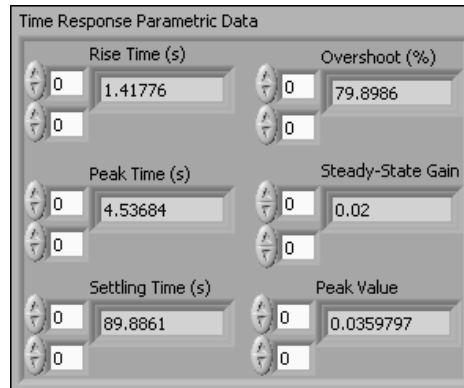 Time Response Parametric Data
Rise Time (s)
0
1.41776
0
Overshoot (%)
0
79.8986
0
Peak Time (s)
0
4.53684
0
Steady-State Gain
0
0.02
0
Settling Time (s)
0
89.8861
0
Peak Value
0
0.0359797
0